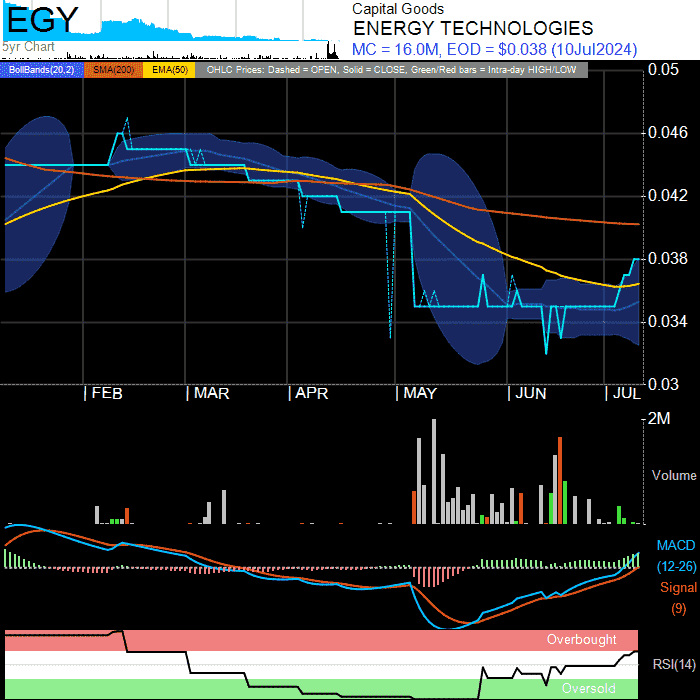 EGY
5yr Chart
Capital Goods
ENERGY TECHNOLOGIES
MC = 16.0M, EOD = $0.038 (10Jul2024)
BollBands(20,2) SMA(200) EMA(50) OHLC Prices: Dashed = OPEN, Solid = CLOSE, Green/Red bars = Intra-day HIGH/LOW
0.05
0.046
0.042
0.038
0.034
0.03
FEB MAR APR MAY JUN JUL
2M
Volume
MACD
(12-26)
Signal
(9)
Overbought
RSI(14)
Oversold